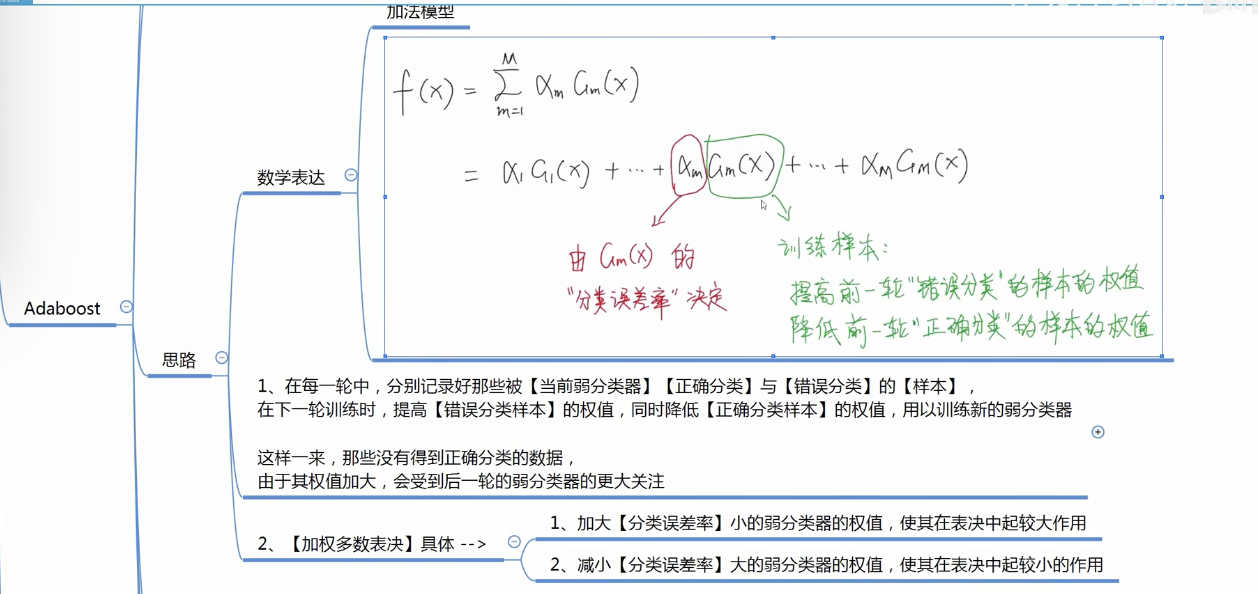 加法模型
f(x) = \sum_{m=1}^{M} α_m G_m(x)
= α_1 G_1(x) + ... + α_m G_m(x) + ... + α_M G_M(x)
数学表达
由 G_m(x) 的
“分类误差率”决定
训练样本:
提高前一轮“错误分类”的样本的权值
降低前一轮“正确分类”的样本的权值
Adaboost
思路
1、在每一轮中，分别记录好那些被【当前弱分类器】【正确分类】与【错误分类】的【样本】，
在下一轮训练时，提高【错误分类样本】的权值，同时降低【正确分类样本】的权值，用以训练新的弱分类器
这样一来，那些没有得到正确分类的数据，
由于其权值加大，会受到后一轮的弱分类器的更大关注
2、【加权多数表决】具体 -->
1、加大【分类误差率】小的弱分类器的权值，使其在表决中起较大作用
2、减小【分类误差率】大的弱分类器的权值，使其在表决中起较小的作用